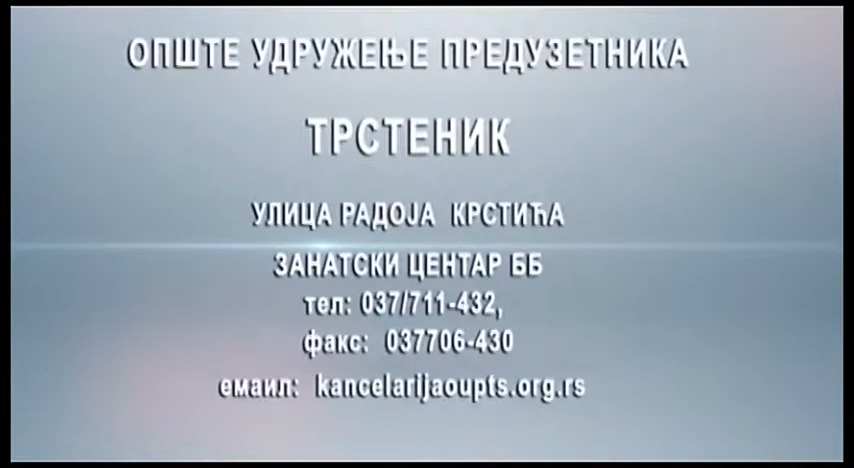 ОПШТЕ УДРУЖЕЊЕ ПРЕДУЗЕТНИКА
ТРСТЕНИК
УЛИЦА РАДОЈА КРСТИЋА
ЗАНАТСКИ ЦЕНТАР ББ
тел: 037/711-432,
факс: 037706-430
емаил: kancelarijaoupts.org.rs